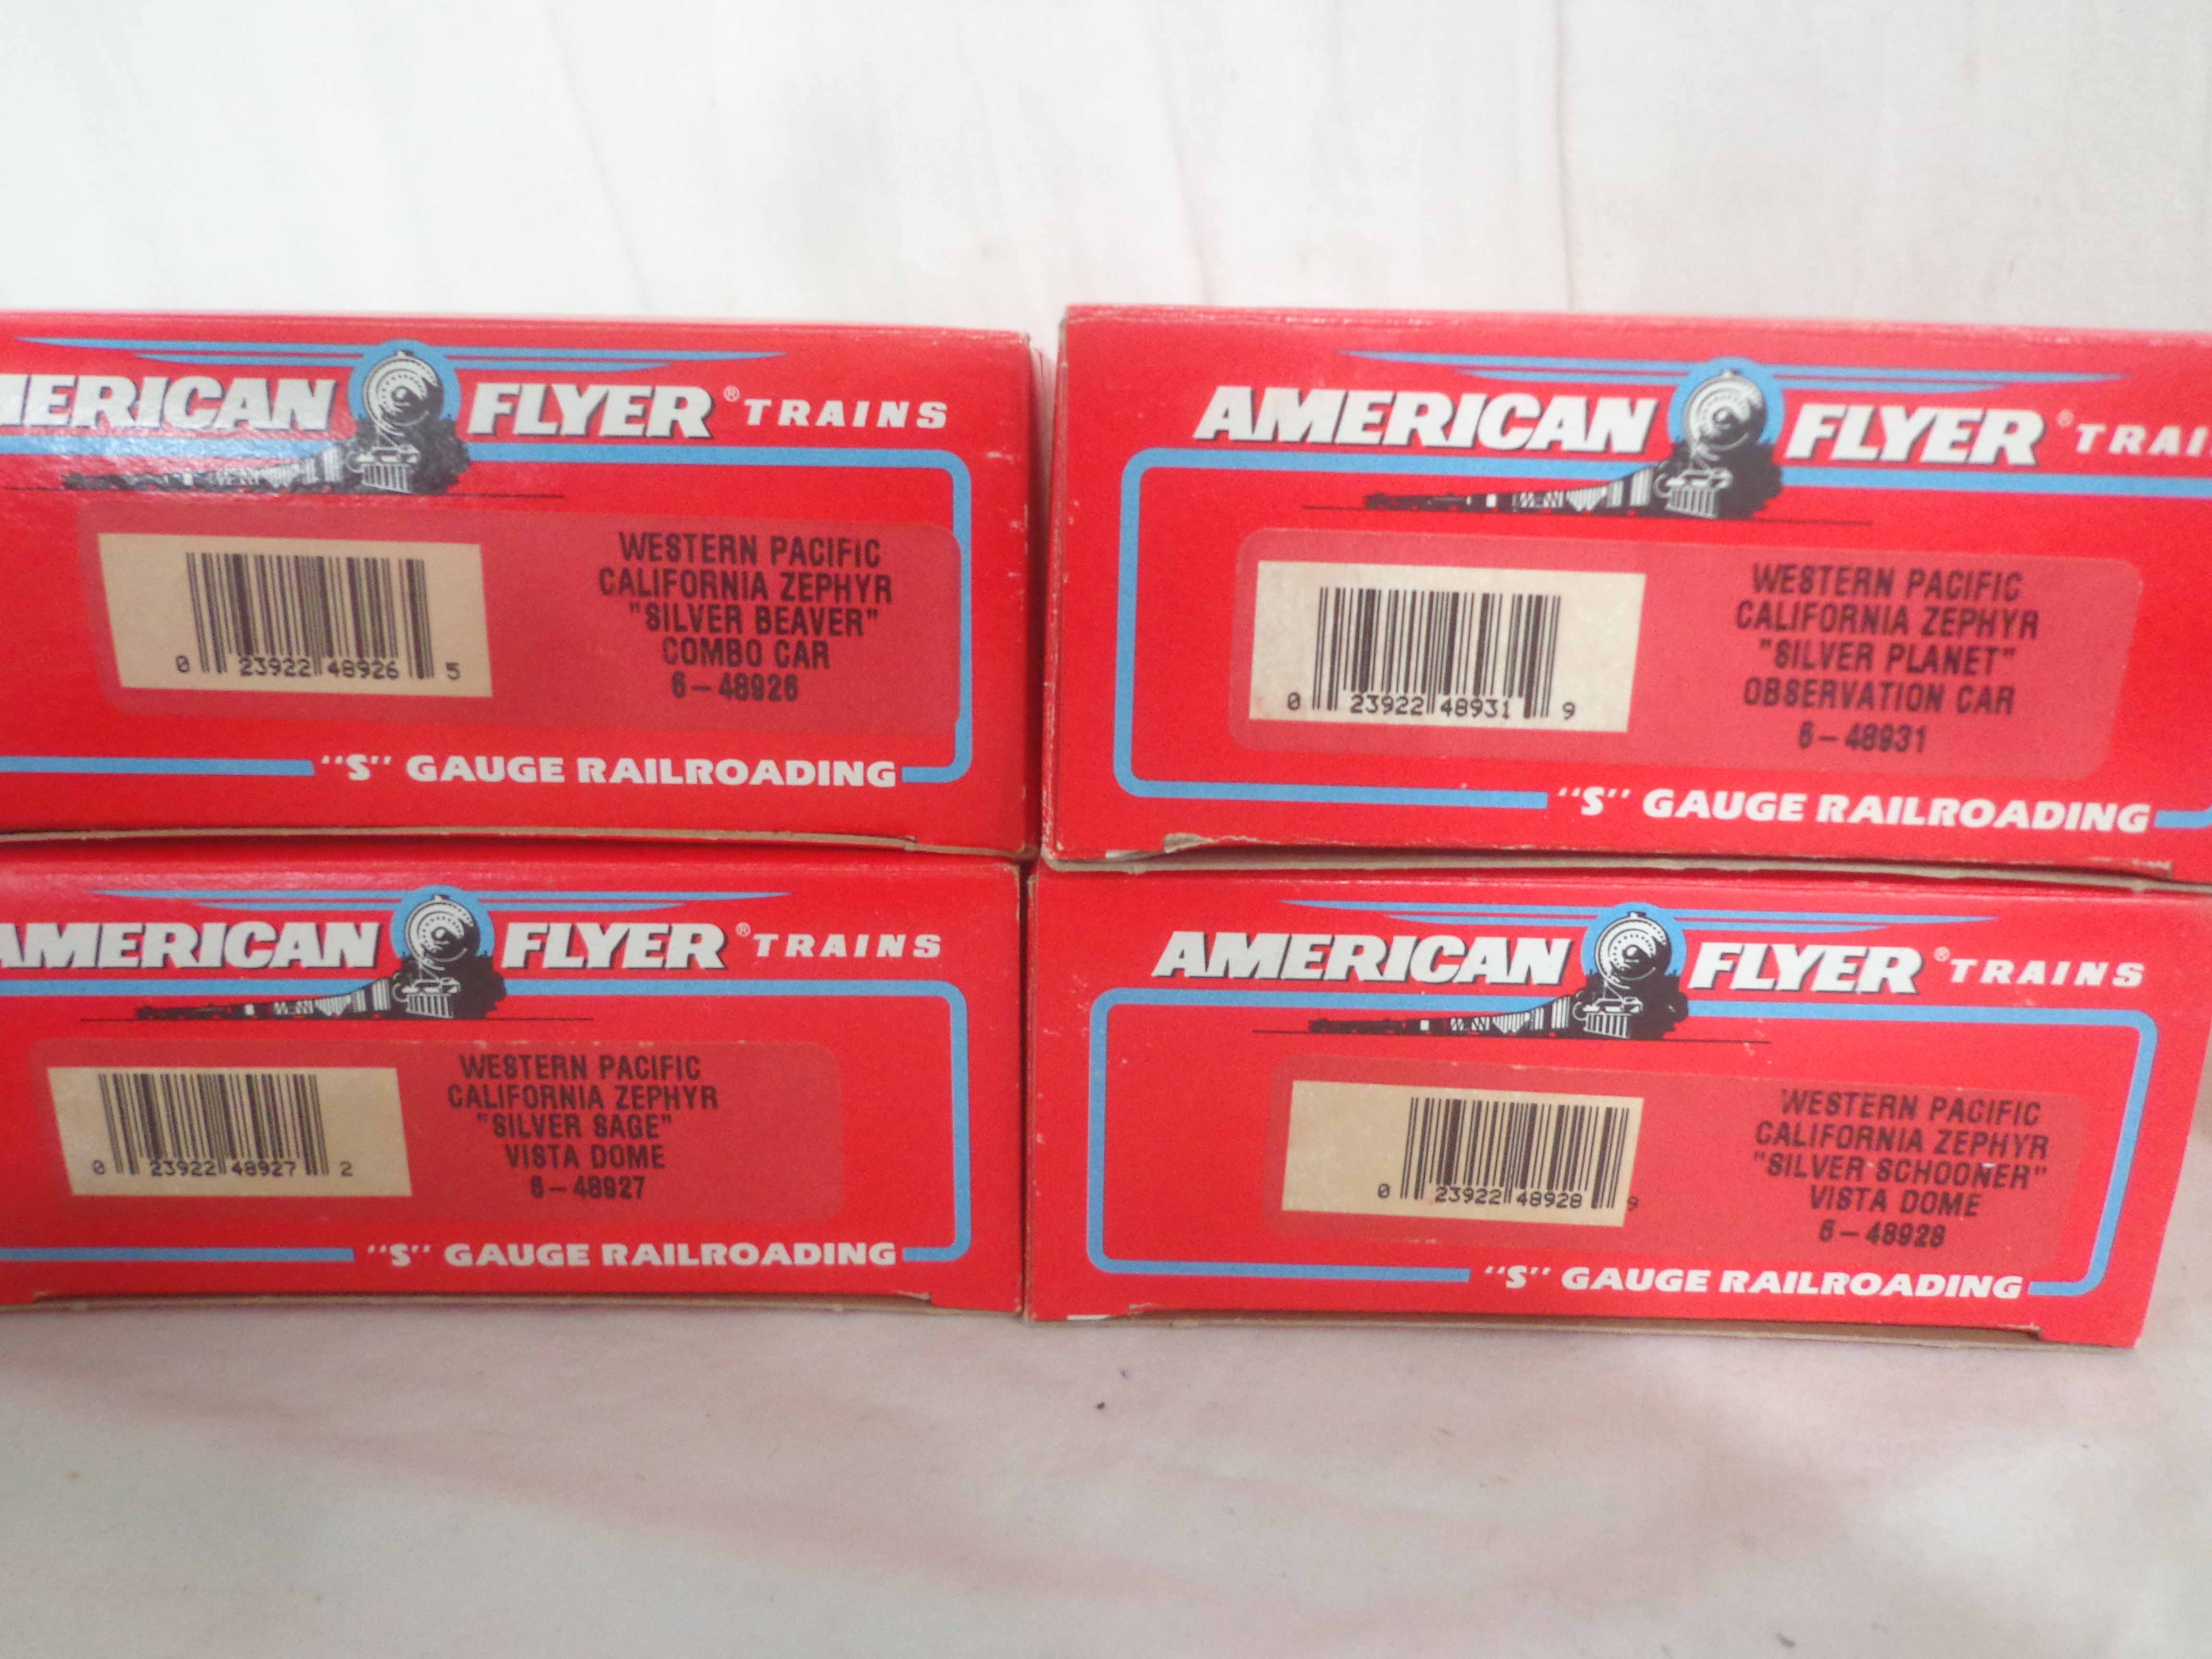 MERICAN FLYER® TRAINS
0 23922 48926 5
WESTERN PACIFIC
CALIFORNIA ZEPHYR
"SILVER BEAVER"
COMBO CAR
6-48926
"S" GAUGE RAILROADING
AMERICAN FLYER® TRAI
0 23922 48931 9
WESTERN PACIFIC
CALIFORNIA ZEPHYR
"SILVER PLANET"
OBSERVATION CAR
6-48931
"S" GAUGE RAILROADING
AMERICAN FLYER® TRAINS
0 23922 48927 2
WESTERN PACIFIC
CALIFORNIA ZEPHYR
"SILVER SAGE"
VISTA DOME
6-48927
"S" GAUGE RAILROADING
AMERICAN FLYER® TRAINS
0 23922 48928 9
WESTERN PACIFIC
CALIFORNIA ZEPHYR
"SILVER SCHOONER"
VISTA DOME
6-48928
"S" GAUGE RAILROADING